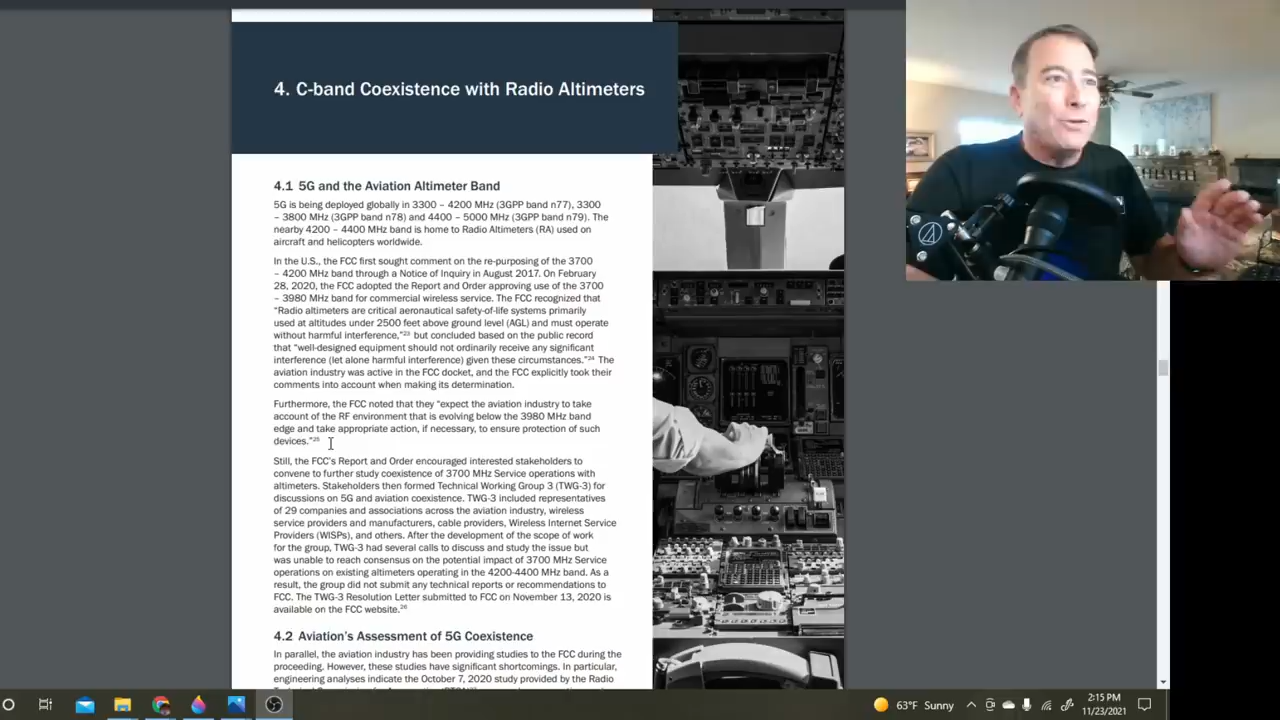 4. C-band Coexistence with Radio Altimeters
4.1 5G and the Aviation Altimeter Band
5G is being deployed globally in 3300 – 4200 MHz (3GPP band n77), 3300
– 3800 MHz (3GPP band n78) and 4400 – 5000 MHz (3GPP band n79). The
nearby 4200 – 4400 MHz band is home to Radio Altimeters (RA) used on
aircraft and helicopters worldwide.
In the U.S., the FCC first sought comment on the re-purposing of the 3700
– 4200 MHz band through a Notice of Inquiry in August 2017. On February
28, 2020, the FCC adopted the Report and Order approving use of the 3700
– 3980 MHz band for commercial wireless service. The FCC recognized that
“Radio altimeters are critical aeronautical safety-of-life systems primarily
used at altitudes under 2500 feet above ground level (AGL) and must operate
without harmful interference,”23 but concluded based on the public record
that “well-designed equipment should not ordinarily receive any significant
interference (let alone harmful interference) given these circumstances.”24 The
aviation industry was active in the FCC docket, and the FCC explicitly took their
comments into account when making its determination.
Furthermore, the FCC noted that they “expect the aviation industry to take
account of the RF environment that is evolving below the 3980 MHz band
edge and take appropriate action, if necessary, to ensure protection of such
devices.”25
Still, the FCC’s Report and Order encouraged interested stakeholders to
convene to further study coexistence of 3700 MHz Service operations with
altimeters. Stakeholders then formed Technical Working Group 3 (TWG-3) for
discussions on 5G and aviation coexistence. TWG-3 included representatives
of 29 companies and associations across the aviation industry, wireless
service providers and manufacturers, cable providers, Wireless Internet Service
Providers (WISPs), and others. After the development of the scope of work
for the group, TWG-3 had several calls to discuss and study the issue but
was unable to reach consensus on the potential impact of 3700 MHz Service
operations on existing altimeters operating in the 4200-4400 MHz band. As a
result, the group did not submit any technical reports or recommendations to
FCC. The TWG-3 Resolution Letter submitted to FCC on November 13, 2020 is
available on the FCC website.26
4.2 Aviation’s Assessment of 5G Coexistence
In parallel, the aviation industry has been providing studies to the FCC during the
proceeding. However, these studies have significant shortcomings. In particular,
engineering analyses indicate the October 7, 2020 study provided by the Radio
63°F Sunny
2:15 PM
11/23/2021